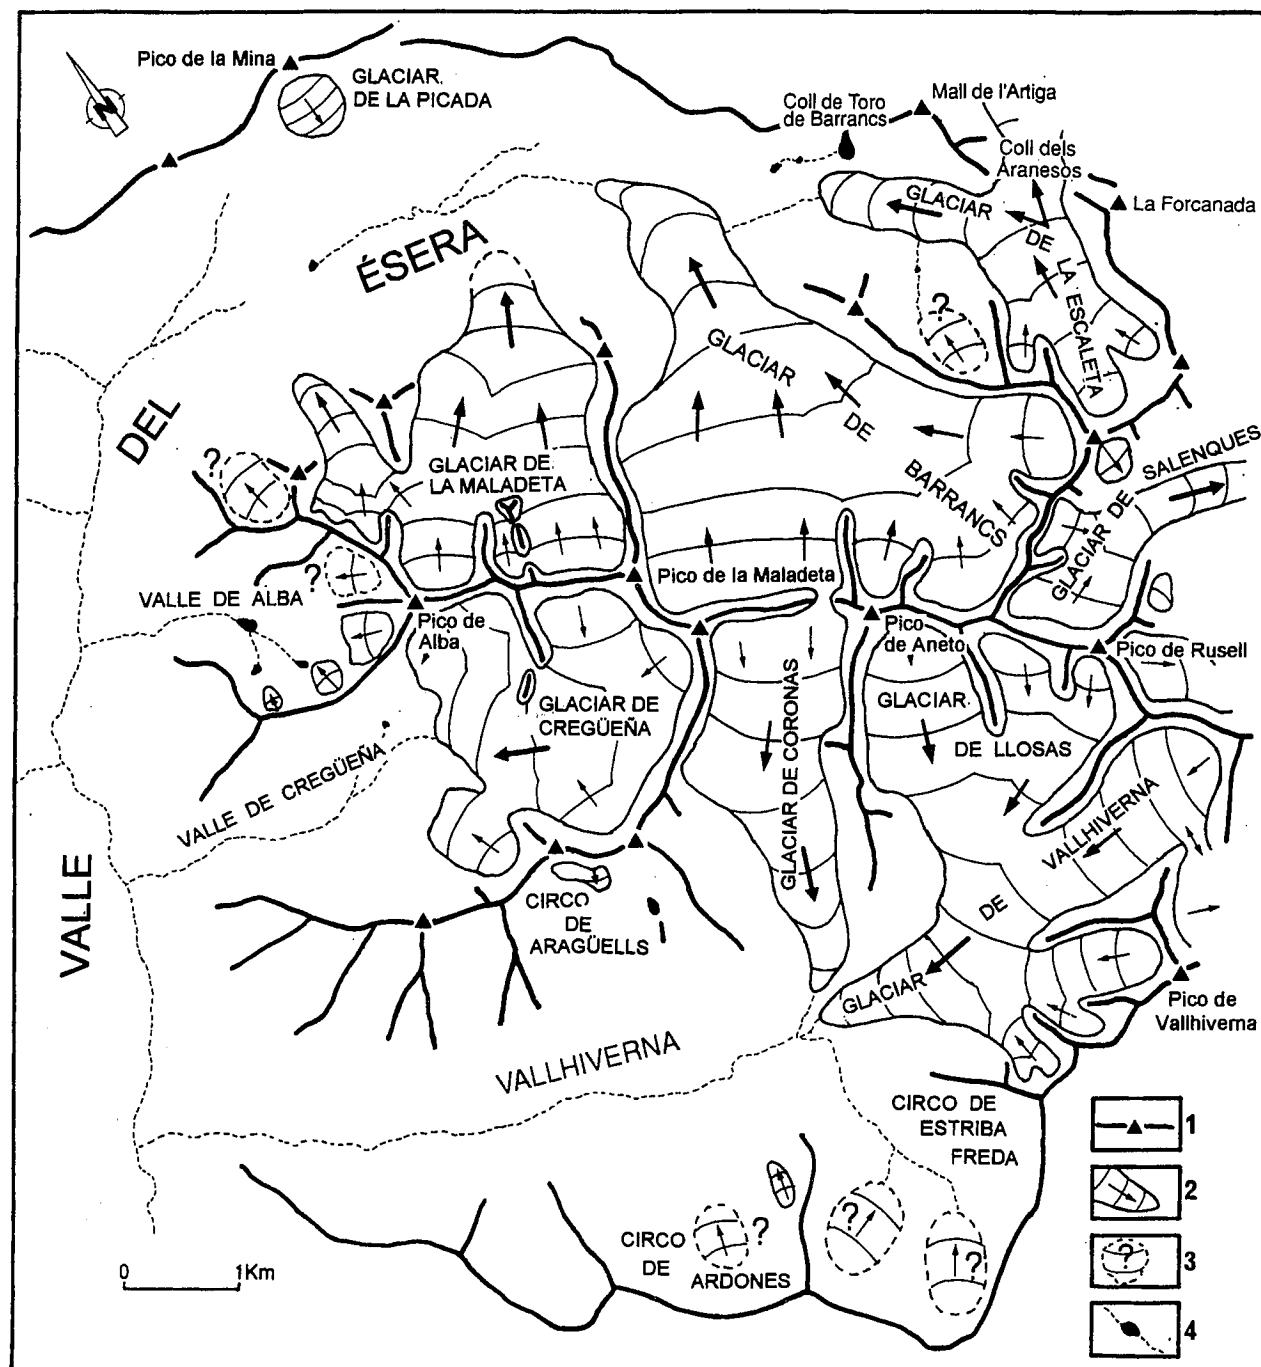 Pico de la Mina
GLACIAR
DE LA PICADA
N
Coll de Toro
de Barrancs
Mall de l'Artiga
Coll dels
Aranesos
La Forcanada
GLACIAR
DE
LA ESCALETA
ÉSERA
DEL
VALLE
?
GLACIAR
DE
BARRANCS
GLACIAR DE
LA MALADETA
?
?
GLACIAR DE
SALENQUES
VALLE DE ALBA
Pico de
Alba
Pico de la Maladeta
Pico
de Aneto
Pico de Rusell
GLACIAR DE
CREGÜEÑA
GLACIAR DE CORONAS
GLACIAR
DE LLOSAS
VALLE DE CREGÜEÑA
VALLHIVERNA
DE
GLACIAR
CIRCO
DE
ARAGÜELLS
Pico de
Vallhiverna
VALLHIVERNA
CIRCO DE
ESTRIBA
FREDA
?
?
?
CIRCO
DE ARDONES
0 1Km
1
2
? 3
4